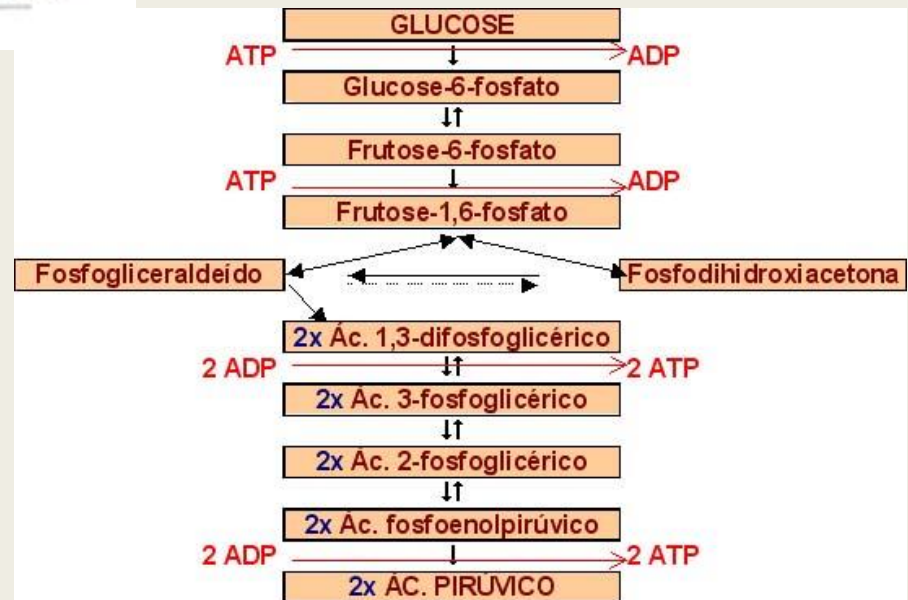 GLUCOSE
ATP ADP
Glucose-6-fosfato
Frutose-6-fosfato
ATP ADP
Frutose-1,6-fosfato
Fosfogliceraldeído Fosfodihidroxiacetona
2x Ác. 1,3-difosfoglicérico
2 ADP 2 ATP
2x Ác. 3-fosfoglicérico
2x Ác. 2-fosfoglicérico
2x Ác. fosfoenolpirúvico
2 ADP 2 ATP
2x ÁC. PIRÚVICO